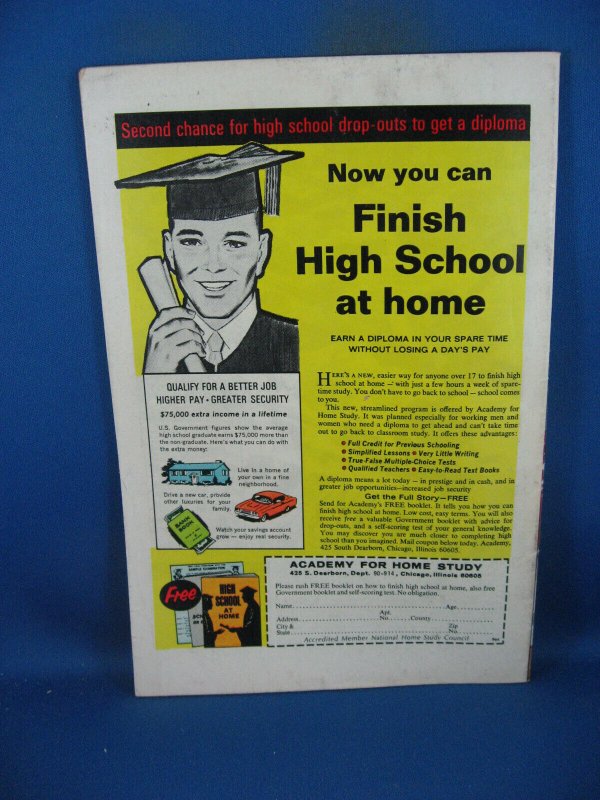 Second chance for high school drop-outs to get a diploma
Now you can
Finish
High School
at home
EARN A DIPLOMA IN YOUR SPARE TIME
WITHOUT LOSING A DAY'S PAY
HERE'S A NEW, easier way for anyone over 17 to finish high
school at home — with just a few hours a week of spare-
time study. You don't have to go back to school — school comes
to you.
This new, streamlined program is offered by Academy for
Home Study. It was planned especially for working men and
women who need a diploma to get ahead and can't take time
out to go back to classroom study. It offers these advantages:
• Full Credit for Previous Schooling
• Simplified Lessons • Very Little Writing
• True-False Multiple-Choice Tests
• Qualified Teachers • Easy-to-Read Text Books
A diploma means a lot today — in prestige and in cash, and in
greater job opportunities—increased job security
Get the Full Story—FREE
Send for Academy's FREE booklet. It tells you how you can
finish high school at home. Low cost, easy terms. You will also
receive free a valuable Government booklet with advice for
drop-outs, and a self-scoring test of your general knowledge.
You may discover you are much closer to completing high
school than you imagined. Mail coupon below today. Academy,
425 South Dearborn, Chicago, Illinois 60605.
QUALIFY FOR A BETTER JOB
HIGHER PAY • GREATER SECURITY
$75,000 extra income in a lifetime
U.S. Government figures show the average
high school graduate earns $75,000 more than
the non-graduate. Here's what you can do with
the extra money:
Live in a home of
your own in a fine
neighborhood.
Drive a new car, provide
other luxuries for your
family.
BANK
BOOK
Watch your savings account
grow — enjoy real security.
Free
SAMPLE EXAMINATION
HIGH
SCHOOL
AT
HOME
ACADEMY FOR HOME STUDY
425 S. Dearborn, Dept. 90-914, Chicago, Illinois 60605
Please rush FREE booklet on how to finish high school at home, also free
Government booklet and self-scoring test. No obligation.
Name Age
Apt.
Address No. County
City & Zip
State No.
Accredited Member National Home Study Council